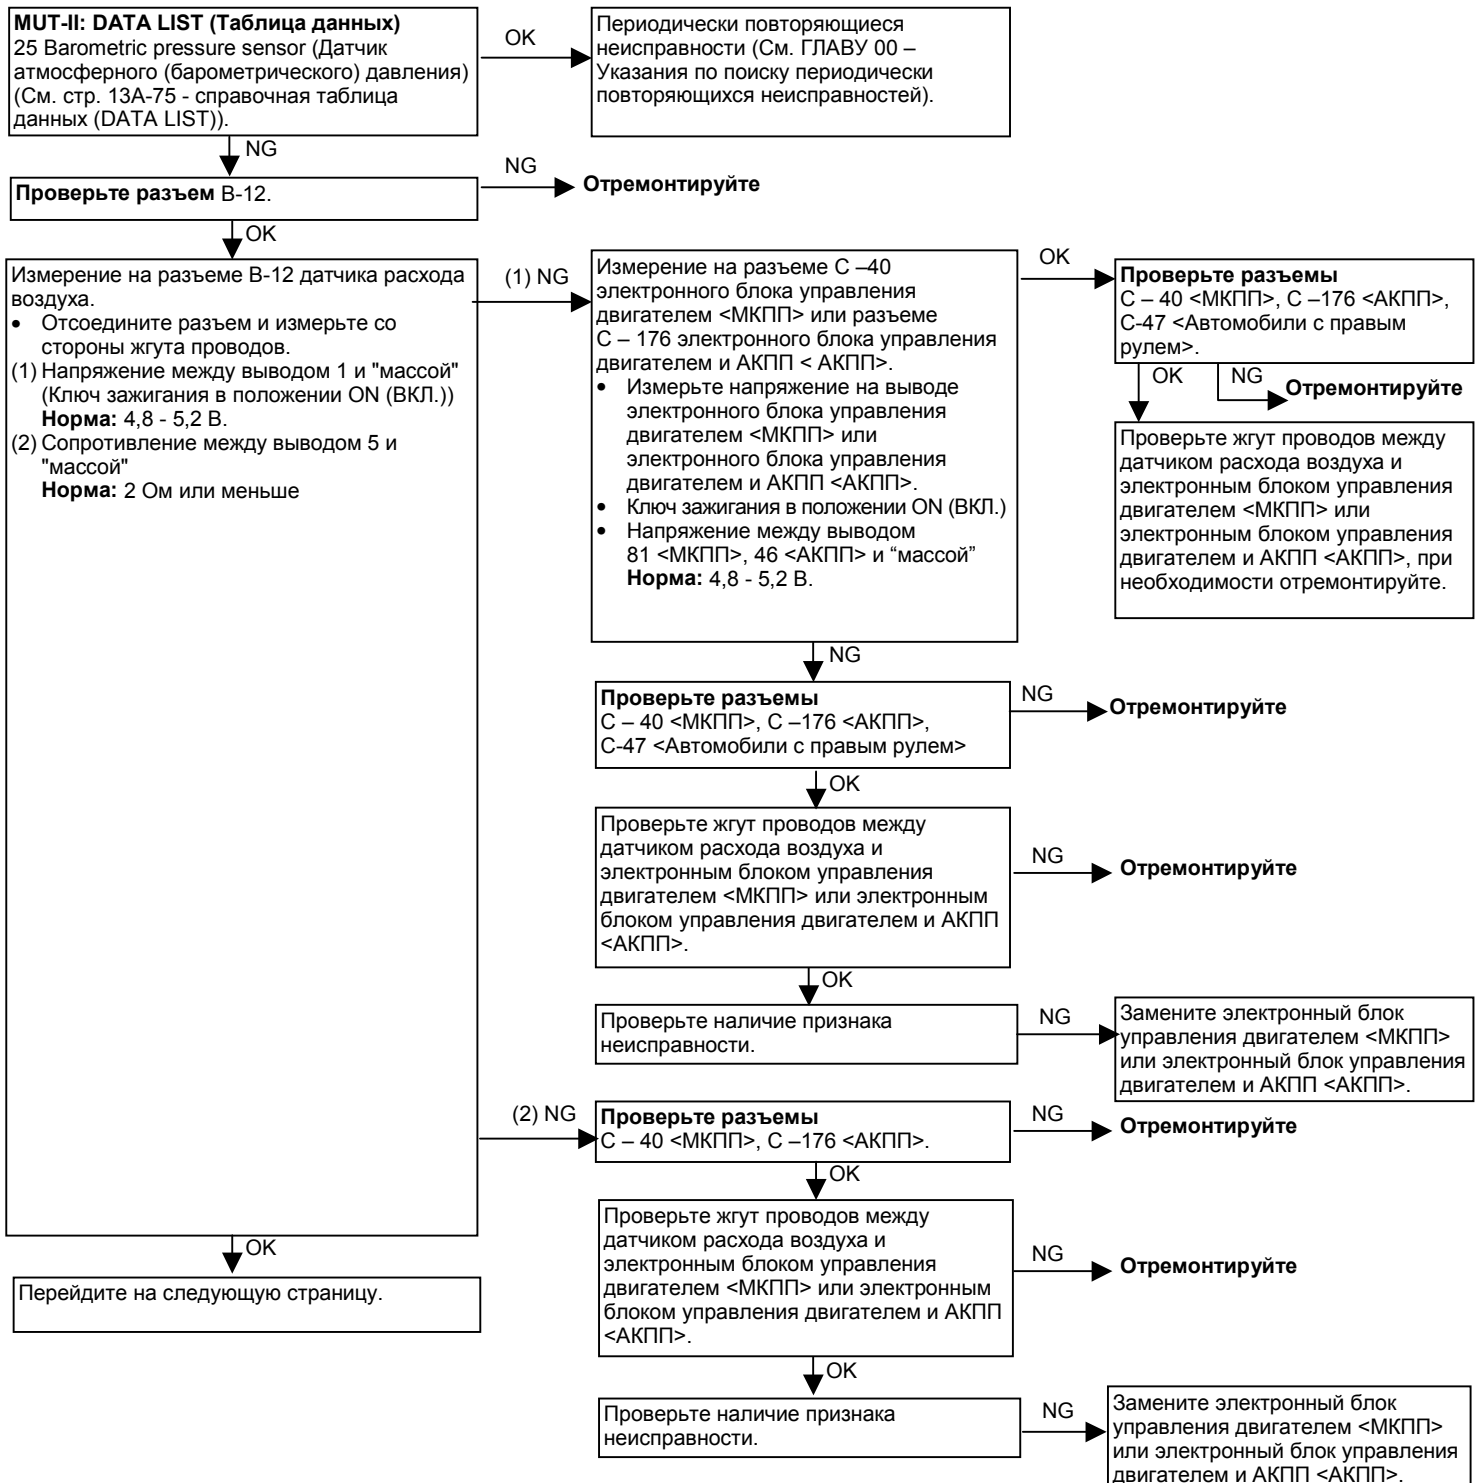 MUT-II: DATA LIST (Таблица данных)
25 Barometric pressure sensor (Датчик
атмосферного (барометрического) давления)
(См. стр. 13A-75 - справочная таблица
данных (DATA LIST)).
OK
Периодически повторяющиеся
неисправности (См. ГЛАВУ 00 –
Указания по поиску периодически
повторяющихся неисправностей).
NG
Проверьте разъем B-12.
NG
Отремонтируйте
OK
Измерение на разъеме B-12 датчика расхода
воздуха.
• Отсоедините разъем и измерьте со
стороны жгута проводов.
(1) Напряжение между выводом 1 и "массой"
(Ключ зажигания в положении ON (ВКЛ.))
Норма: 4,8 - 5,2 В.
(2) Сопротивление между выводом 5 и
"массой"
Норма: 2 Ом или меньше
(1) NG
Измерение на разъеме C –40
электронного блока управления
двигателем <МКПП> или разъеме
C – 176 электронного блока управления
двигателем и АКПП < АКПП>.
• Измерьте напряжение на выводе
электронного блока управления
двигателем <МКПП> или
электронного блока управления
двигателем и АКПП <АКПП>.
• Ключ зажигания в положении ON (ВКЛ.)
• Напряжение между выводом
81 <МКПП>, 46 <АКПП> и “массой”
Норма: 4,8 - 5,2 В.
OK
Проверьте разъемы
C – 40 <МКПП>, C –176 <АКПП>,
C-47 <Автомобили с правым
рулем>.
OK
NG
Отремонтируйте
Проверьте жгут проводов между
датчиком расхода воздуха и
электронным блоком управления
двигателем <МКПП> или
электронным блоком управления
двигателем и АКПП <АКПП>, при
необходимости отремонтируйте.
NG
Проверьте разъемы
C – 40 <МКПП>, C –176 <АКПП>,
C-47 <Автомобили с правым рулем>
NG
Отремонтируйте
OK
Проверьте жгут проводов между
датчиком расхода воздуха и
электронным блоком управления
двигателем <МКПП> или электронным
блоком управления двигателем и АКПП
<АКПП>.
NG
Отремонтируйте
OK
Проверьте наличие признака
неисправности.
NG
Замените электронный блок
управления двигателем <МКПП>
или электронный блок управления
двигателем и АКПП <АКПП>.
(2) NG
Проверьте разъемы
C – 40 <МКПП>, C –176 <АКПП>.
NG
Отремонтируйте
OK
Проверьте жгут проводов между
датчиком расхода воздуха и
электронным блоком управления
двигателем <МКПП> или электронным
блоком управления двигателем и АКПП
<АКПП>.
NG
Отремонтируйте
OK
Перейдите на следующую страницу.
OK
Проверьте наличие признака
неисправности.
NG
Замените электронный блок
управления двигателем <МКПП>
или электронный блок управления
двигателем и АКПП <АКПП>.